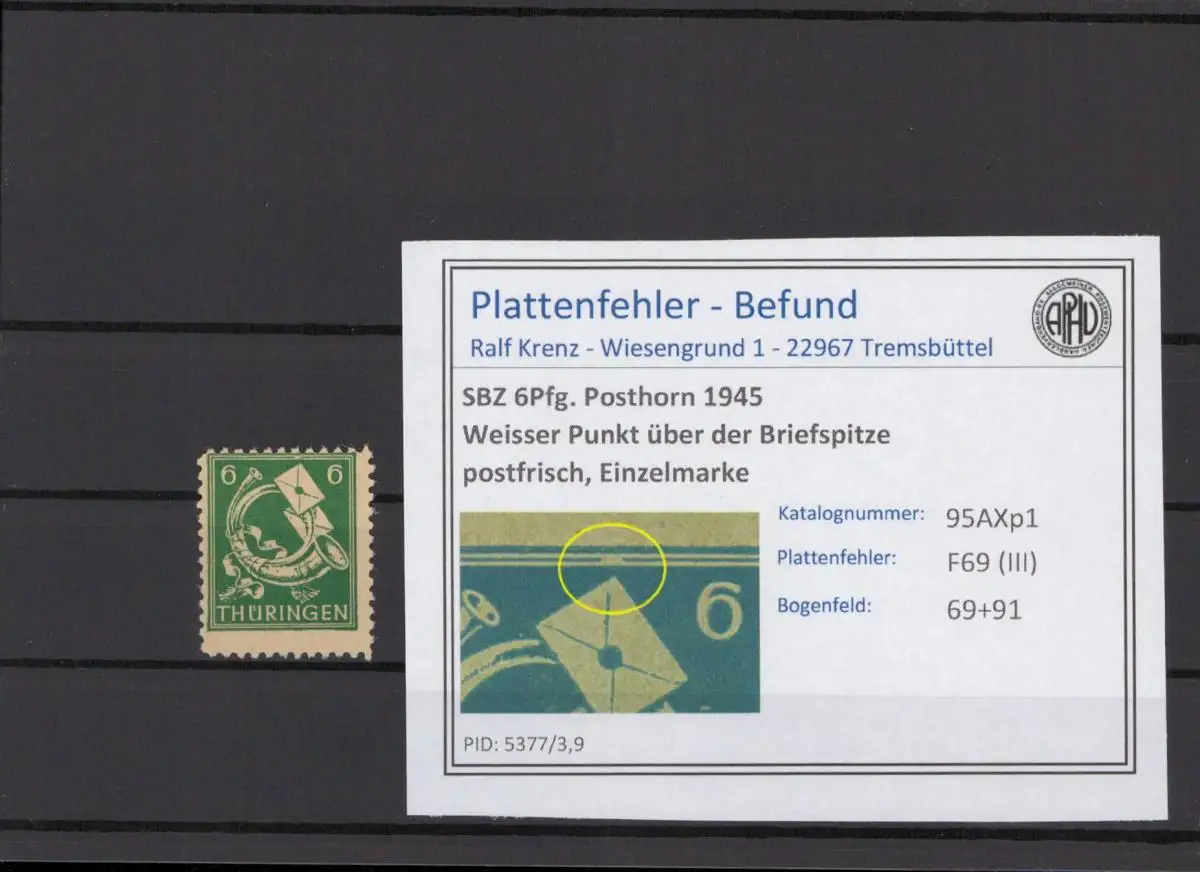 6 6
THÜRINGEN
Plattenfehler - Befund
Ralf Krenz - Wiesengrund 1 - 22967 Tremsbüttel
APHV
SBZ 6Pfg. Posthorn 1945
Weisser Punkt über der Briefspitze
postfrisch, Einzelmarke
6
Katalognummer: 95AXp1
Plattenfehler: F69 (III)
Bogenfeld: 69+91
PID: 5377/3,9